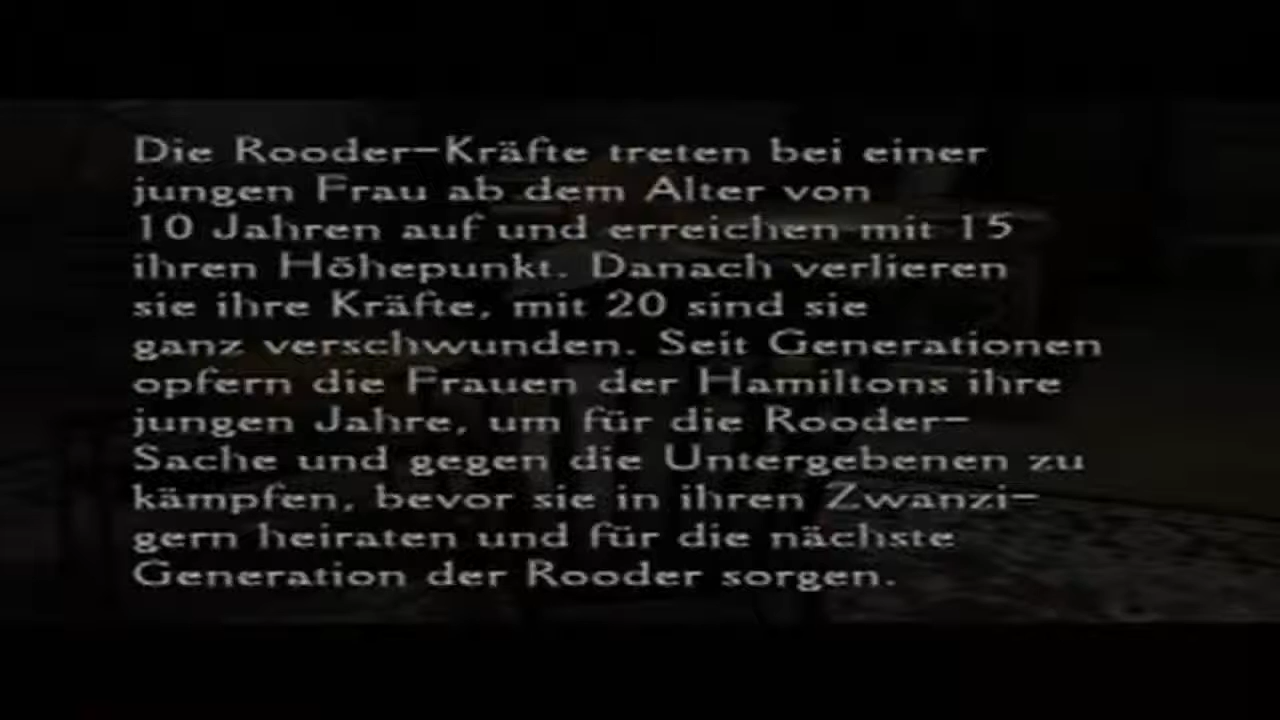 Die Rooder-Kräfte treten bei einer
jungen Frau ab dem Alter von
10 Jahren auf und erreichen mit 15
ihren Höhepunkt. Danach verlieren
sie ihre Kräfte, mit 20 sind sie
ganz verschwunden. Seit Generationen
opfern die Frauen der Hamiltons ihre
jungen Jahre, um für die Rooder-
Sache und gegen die Untergebenen zu
kämpfen, bevor sie in ihren Zwanzi-
gern heiraten und für die nächste
Generation der Rooder sorgen.